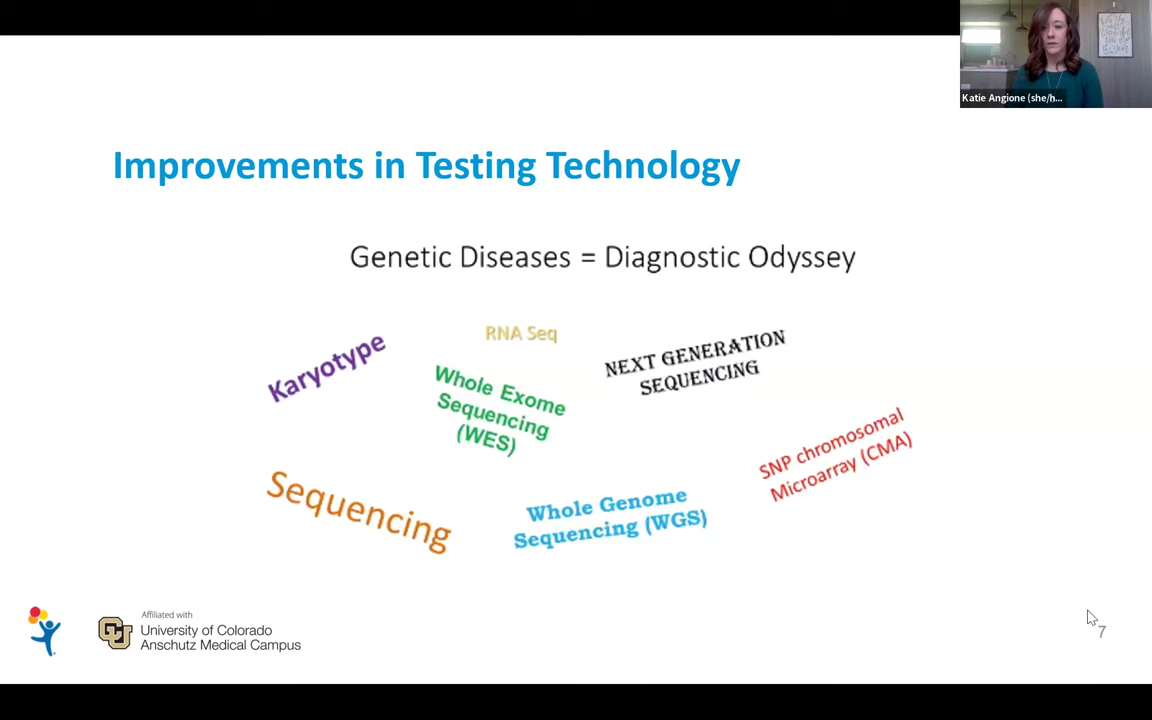 Katie Angione (she/h...
Improvements in Testing Technology
Genetic Diseases = Diagnostic Odyssey
RNA Seq
Karyotype
NEXT GENERATION
SEQUENCING
Whole Exome
Sequencing
(WES)
SNP chromosomal
Microarray (CMA)
Sequencing
Whole Genome
Sequencing (WGS)
Affiliated with
University of Colorado
Anschutz Medical Campus
7